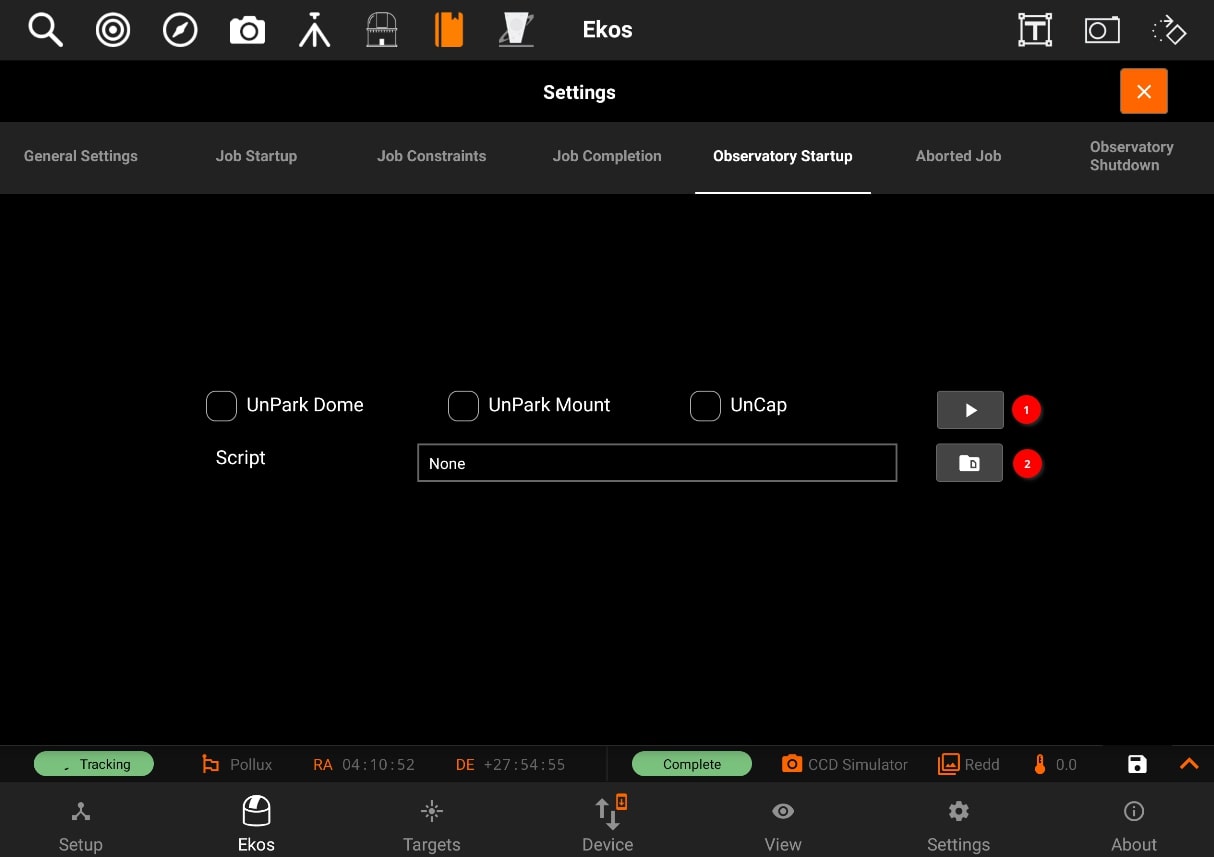 Ekos
T
Settings
General Settings
Job Startup
Job Constraints
Job Completion
Observatory Startup
Aborted Job
Observatory
Shutdown
UnPark Dome
UnPark Mount
UnCap
1
Script
None
2
Tracking
Pollux
RA 04:10:52
DE +27:54:55
Complete
CCD Simulator
Redd
0.0
Setup
Ekos
Targets
Device
View
Settings
About